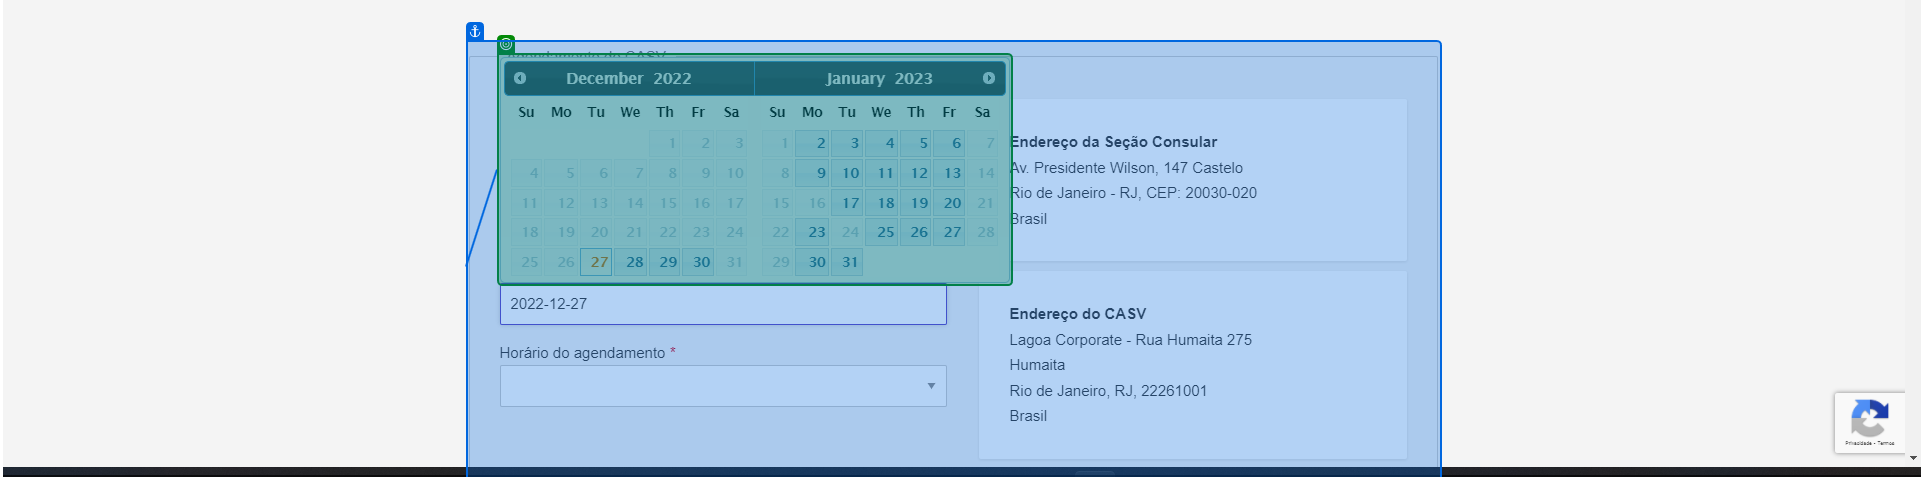 Agendamento do CASV
December 2022
January 2023
Su Mo Tu We Th Fr Sa
1 2 3
4 5 6 7 8 9 10
11 12 13 14 15 16 17
18 19 20 21 22 23 24
25 26 27 28 29 30 31
Su Mo Tu We Th Fr Sa
1 2 3 4 5 6 7
8 9 10 11 12 13 14
15 16 17 18 19 20 21
22 23 24 25 26 27 28
29 30 31
2022-12-27
Horário do agendamento *
Endereço da Seção Consular
Av. Presidente Wilson, 147 Castelo
Rio de Janeiro - RJ, CEP: 20030-020
Brasil
Endereço do CASV
Lagoa Corporate - Rua Humaita 275
Humaita
Rio de Janeiro, RJ, 22261001
Brasil
Privacidade - Termos